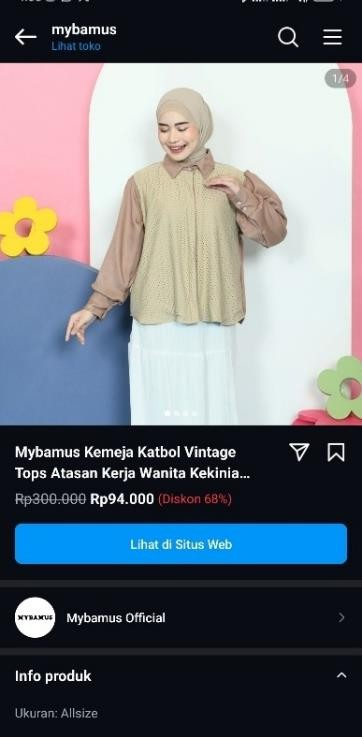 mybamus
Lihat toko
1/4
Mybamus Kemeja Katbol Vintage
Tops Atasan Kerja Wanita Kekinia...
Rp300.000 Rp94.000 (Diskon 68%)
Lihat di Situs Web
MYBAMUS
Mybamus Official
Info produk
Ukuran: Allsize